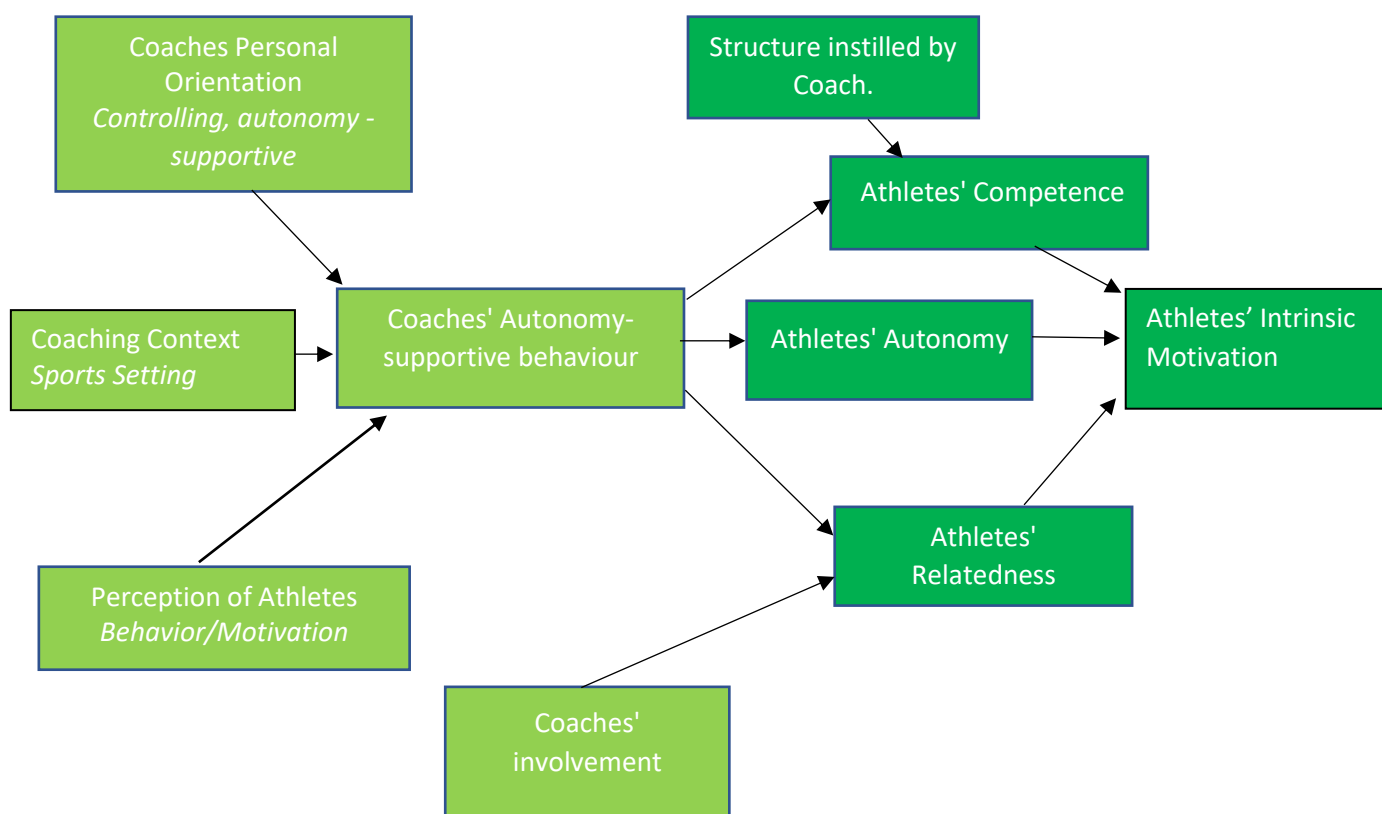 Coaches Personal
Orientation
Controlling, autonomy -
supportive
Structure instilled by
Coach.
Athletes' Competence
Coaching Context
Sports Setting
Coaches' Autonomy-
supportive behaviour
Athletes' Autonomy
Athletes’ Intrinsic
Motivation
Perception of Athletes
Behavior/Motivation
Athletes'
Relatedness
Coaches'
involvement